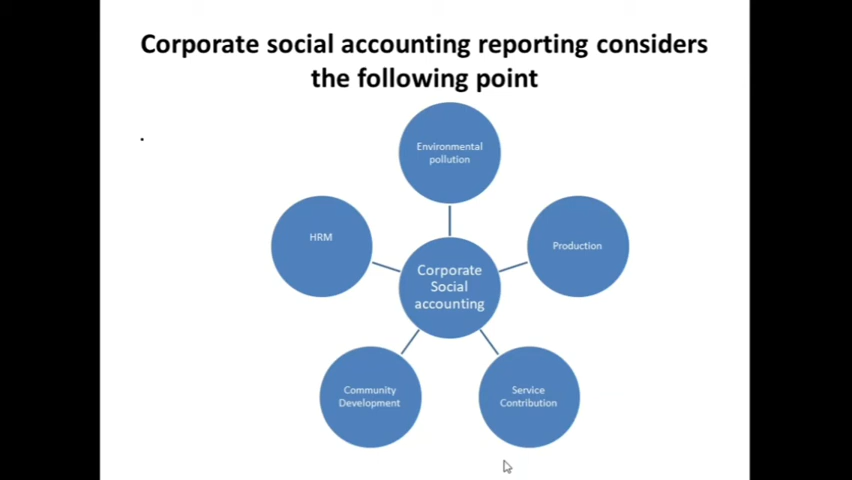 Corporate social accounting reporting considers
the following point
.
Environmental
pollution
HRM
Production
Corporate
Social
accounting
Community
Development
Service
Contribution